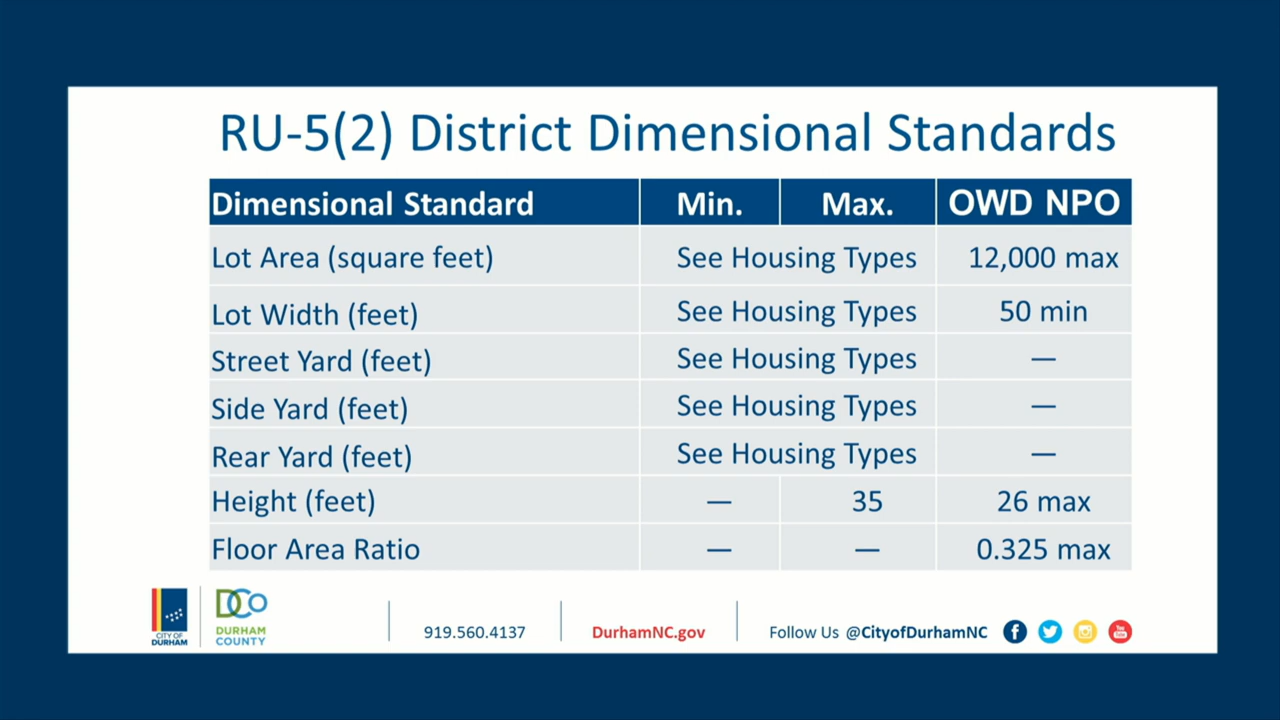 RU-5(2) District Dimensional Standards
Dimensional Standard Min. Max. OWD NPO
Lot Area (square feet) See Housing Types 12,000 max
Lot Width (feet) See Housing Types 50 min
Street Yard (feet) See Housing Types —
Side Yard (feet) See Housing Types —
Rear Yard (feet) See Housing Types —
Height (feet) — 35 26 max
Floor Area Ratio — — 0.325 max
CITY OF
DURHAM
DCo
DURHAM
COUNTY
919.560.4137
DurhamNC.gov
Follow Us @CityofDurhamNC
You
Tube